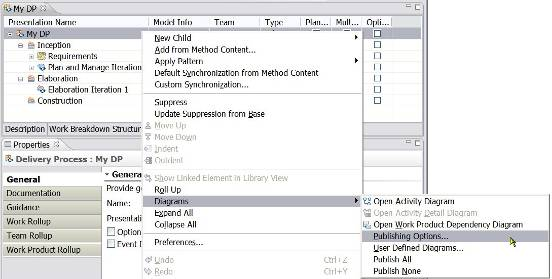 My DP
Presentation Name Model Info Team Type Plan... Mult... Opti...
My DP
Inception
Requirements
Plan and Manage Iteration
Elaboration
Elaboration Iteration 1
Construction
Description Work Breakdown Structure
New Child
Add from Method Content...
Apply Pattern
Default Synchronization from Method Content
Custom Synchronization...
Suppress
Update Suppression from Base
Move Up
Move Down
Indent
Outdent
Show Linked Element in Library View
Roll Up
Diagrams
Expand All
Collapse All
Preferences...
Undo Ctrl+Z
Redo Ctrl+Y
Open Activity Diagram
Open Activity Detail Diagram
Open Work Product Dependency Diagram
Publishing Options...
User Defined Diagrams...
Publish All
Publish None
Properties
Delivery Process : My DP
General
Documentation
Guidance
Work Rollup
Team Rollup
Work Product Rollup
Gener
Provide ge
Name:
Presentati
Option
Event D